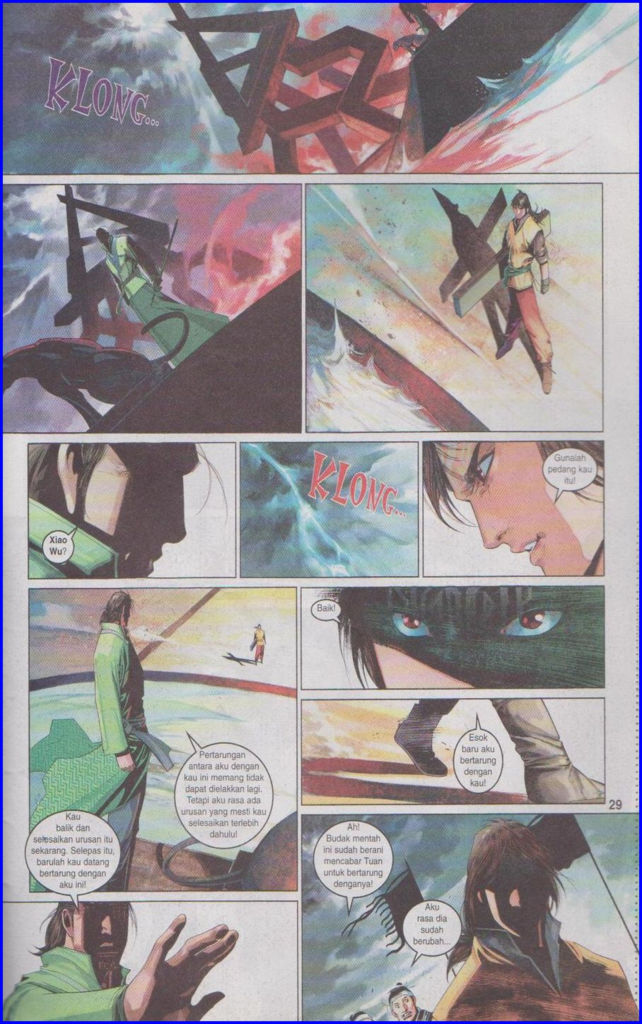 KLONG...
Xiao
Wu?
KLONG...
Gunalah
pedang kau
itu!
Pertarungan
antara aku dengan
kau ini memang tidak
dapat dielakkan lagi.
Tetapi aku rasa ada
urusan yang mesti kau
selesaikan terlebih
dahulu!
Kau
balik dan
selesaikan urusan itu
sekarang. Selepas itu,
barulah kau datang
bertarung dengan
aku ini!
Baik!
Esok
baru aku
bertarung
dengan
kau!
29
Ah!
Budak mentah
ini sudah berani
mencabar Tuan
untuk bertarung
denganya!
Aku
rasa dia
sudah
berubah...